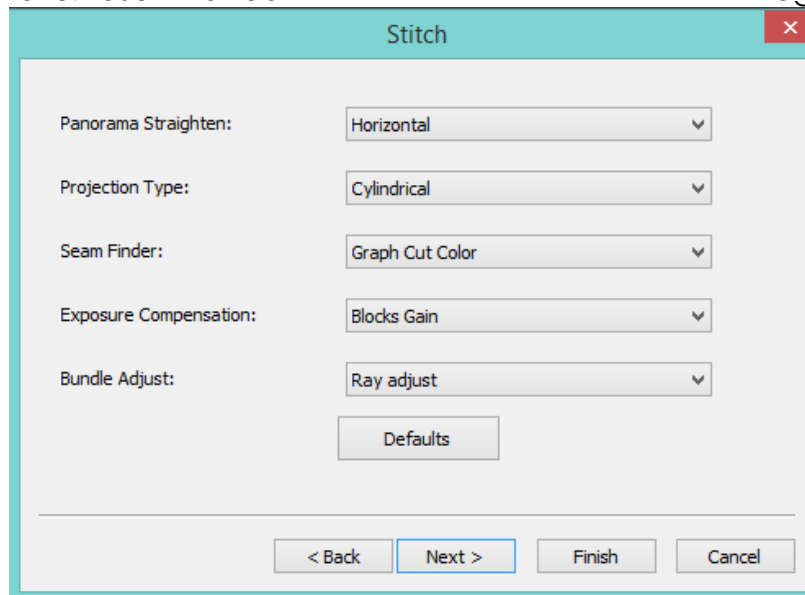 Stitch
Panorama Straighten: Horizontal
Projection Type: Cylindrical
Seam Finder: Graph Cut Color
Exposure Compensation: Blocks Gain
Bundle Adjust: Ray adjust
Defaults
< Back Next > Finish Cancel